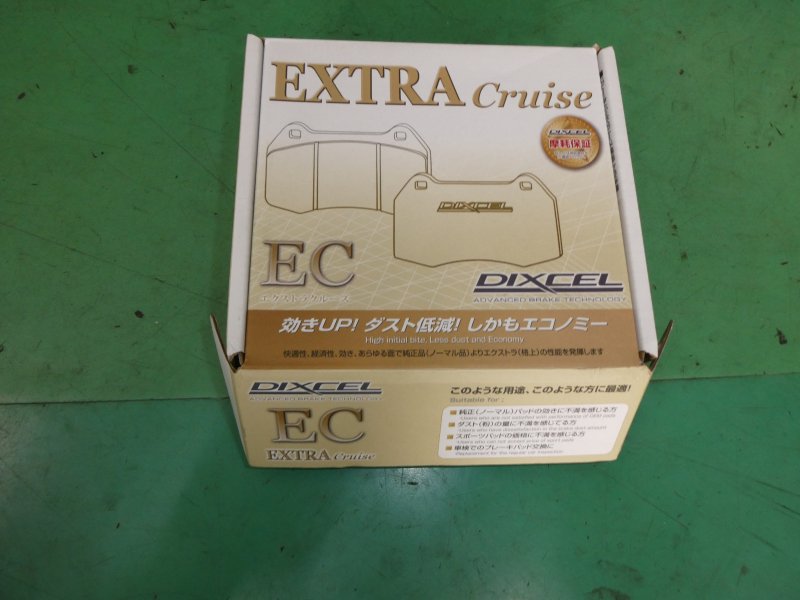 EXTRA Cruise
DIXCEL
摩耗保証
DIXCEL
EC
エクストラクルーズ
DIXCEL
ADVANCED BRAKE TECHNOLOGY
効きUP! ダスト低減! しかもエコノミー
High initial bite, Less dust and Economy
快適性、経済性、効き、あらゆる面で純正品(ノーマル品)よりエクストラ(格上)の性能を発揮します
DIXCEL
ADVANCED BRAKE TECHNOLOGY
EC
EXTRA Cruise
このような用途、このような方に最適!
Suitable for :
純正(ノーマル)パッドの効きに不満を感じる方
ダスト(粉)の量に不満を感じてる方
スポーツパッドの価格に不満を感じる方
車検でのブレーキパッド交換に